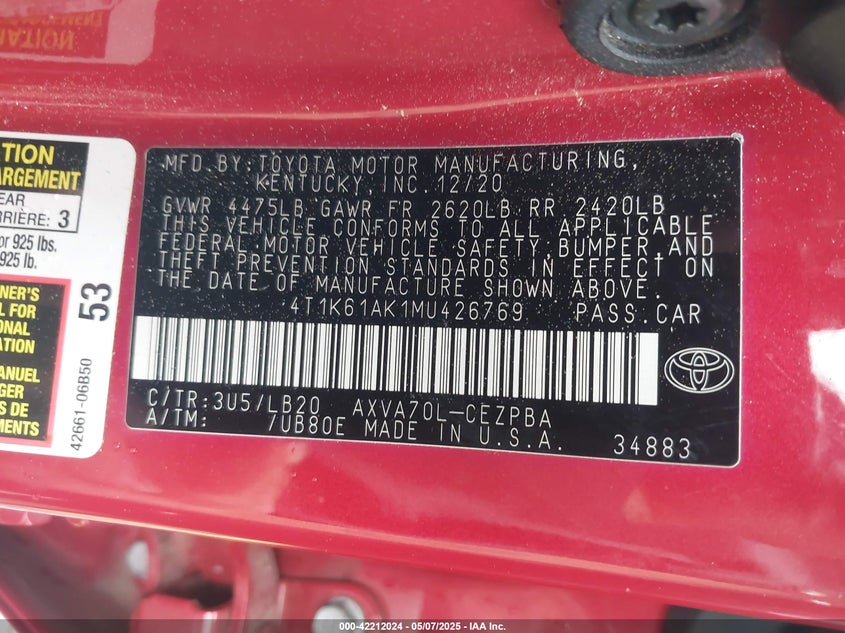 MFD.BY:TOYOTA MOTOR MANUFACTURING,
KENTUCKY, INC. 12/20
GVWR 4475LB GAWR FR 2620LB RR 2420LB
THIS VEHICLE CONFORMS TO ALL APPLICABLE
FEDERAL MOTOR VEHICLE SAFETY,BUMPER,AND
THEFT PREVENTION STANDARDS IN EFFECT ON
THE DATE OF MANUFACTURE SHOWN ABOVE.
4T1K61AK1MU426769 PASS.CAR
C/TR:3U5/LB20 AXVA70L-CEZPBA
A/TM: /UB80E MADE IN U.S.A.
34883
TION
ARGEMENT
EAR
RRIÈRE: 3
or 925 lbs.
925 lb.
NER'S
L FOR
ONAL
ATION
ANUEL
GER
S DE
MENTS
53
42661-06B50
000-42212024 | 05/07/2025 - IAA Inc.